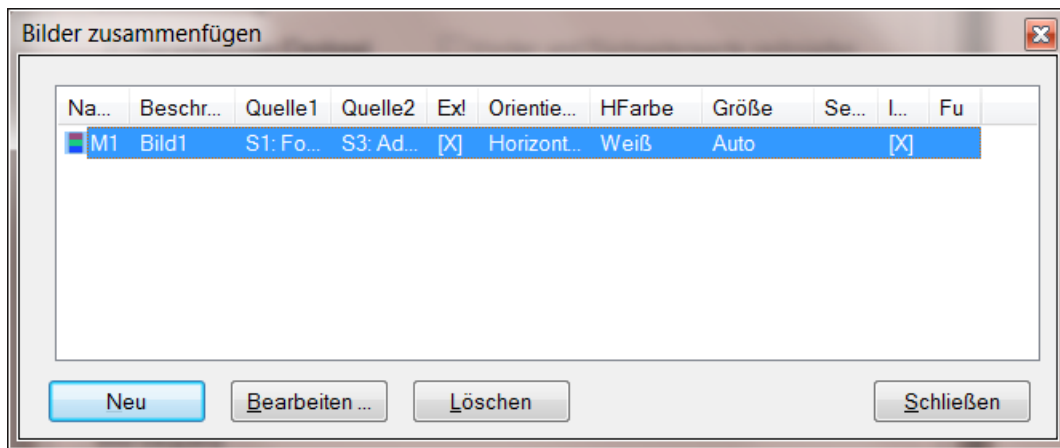 Bilder zusammenfügen
Na... Beschr... Quelle1 Quelle2 Ex! Orientie... HFarbe Größe Se... I... Fu
M1 Bild1 S1: Fo... S3: Ad... [X] Horizont... Weiß Auto [X]
Neu Bearbeiten ... Löschen Schließen